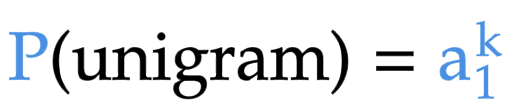 P(unigram) = a₁ᵏ